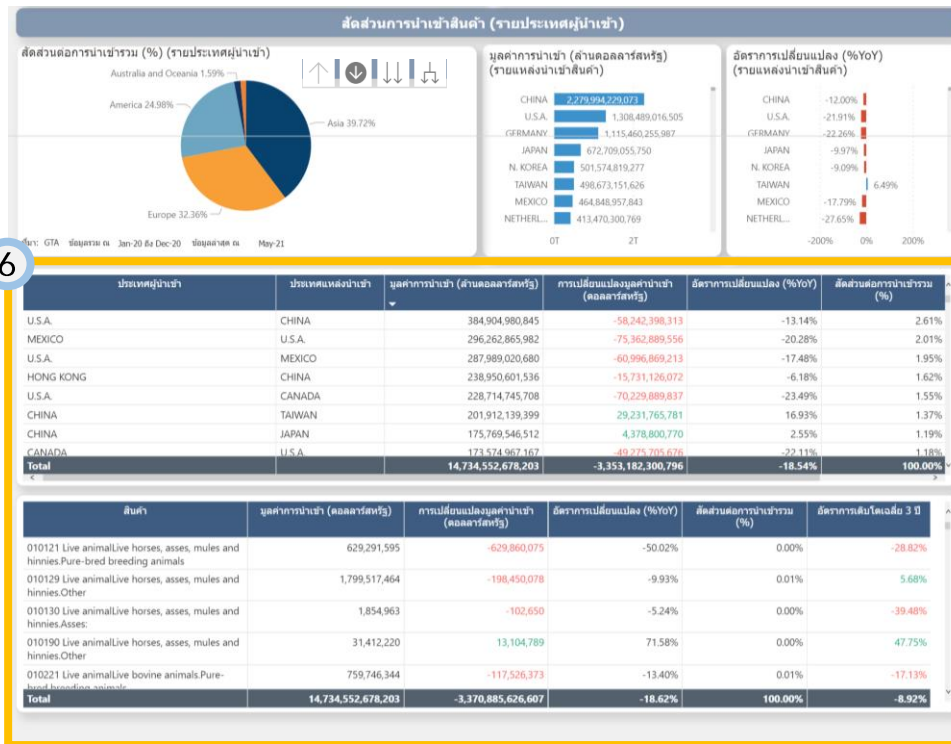 สัดส่วนการนำเข้าสินค้า (รายประเทศผู้นำเข้า)
สัดส่วนต่อการนำเข้ารวม (%) (รายประเทศผู้นำเข้า)
Australia and Oceania 1.59%
America 24.98%
Asia 39.72%
Europe 32.36%
ที่มา: GTA ข้อมูลรวม ณ Jan-20 ถึง Dec-20 ข้อมูลล่าสุด ณ May-21
มูลค่าการนำเข้า (ล้านดอลลาร์สหรัฐ)
(รายแหล่งนำเข้าสินค้า)
CHINA 2,279,994,229,073
U.S.A. 1,308,489,016,505
GERMANY 1,115,460,255,987
JAPAN 672,709,055,750
N. KOREA 501,574,819,277
TAIWAN 498,673,151,626
MEXICO 464,848,957,843
NETHERL... 413,470,300,769
0T 2T
อัตราการเปลี่ยนแปลง (%YoY)
(รายแหล่งนำเข้าสินค้า)
CHINA -12.00%
U.S.A. -21.91%
GERMANY -22.26%
JAPAN -9.97%
N. KOREA -9.09%
TAIWAN 6.49%
MEXICO -17.79%
NETHERL... -27.65%
-200% 0% 200%
6
ประเทศผู้นำเข้า ประเทศแหล่งนำเข้า มูลค่าการนำเข้า (ล้านดอลลาร์สหรัฐ) การเปลี่ยนแปลงมูลค่านำเข้า (ดอลลาร์สหรัฐ) อัตราการเปลี่ยนแปลง (%YoY) สัดส่วนต่อการนำเข้ารวม (%)
U.S.A. CHINA 384,904,980,845 -58,242,398,313 -13.14% 2.61%
MEXICO U.S.A. 296,262,865,982 -75,362,889,556 -20.28% 2.01%
U.S.A. MEXICO 287,989,020,680 -60,996,869,213 -17.48% 1.95%
HONG KONG CHINA 238,950,601,536 -15,731,126,072 -6.18% 1.62%
U.S.A. CANADA 228,714,745,708 -70,229,889,837 -23.49% 1.55%
CHINA TAIWAN 201,912,139,399 29,231,765,781 16.93% 1.37%
CHINA JAPAN 175,769,546,512 4,378,800,770 2.55% 1.19%
CANADA U.S.A. 173,574,967,167 -49,275,705,676 -22.11% 1.18%
Total 14,734,552,678,203 -3,353,182,300,796 -18.54% 100.00%
สินค้า มูลค่าการนำเข้า (ดอลลาร์สหรัฐ) การเปลี่ยนแปลงมูลค่านำเข้า (ดอลลาร์สหรัฐ) อัตราการเปลี่ยนแปลง (%YoY) สัดส่วนต่อการนำเข้ารวม (%) อัตราการเติบโตเฉลี่ย 3 ปี
010121 Live animalLive horses, asses, mules and 629,291,595 -629,860,075 -50.02% 0.00% -28.82%
hinnies.Pure-bred breeding animals
010129 Live animalLive horses, asses, mules and 1,799,517,464 -198,450,078 -9.93% 0.01% 5.68%
hinnies.Other
010130 Live animalLive horses, asses, mules and 1,854,963 -102,650 -5.24% 0.00% -39.48%
hinnies.Asses:
010190 Live animalLive horses, asses, mules and 31,412,220 13,104,789 71.58% 0.00% 47.75%
hinnies.Other
010221 Live animalLive bovine animals.Pure- 759,746,344 -117,526,373 -13.40% 0.01% -17.13%
bred breeding animals
Total 14,734,552,678,203 -3,370,885,626,607 -18.62% 100.00% -8.92%